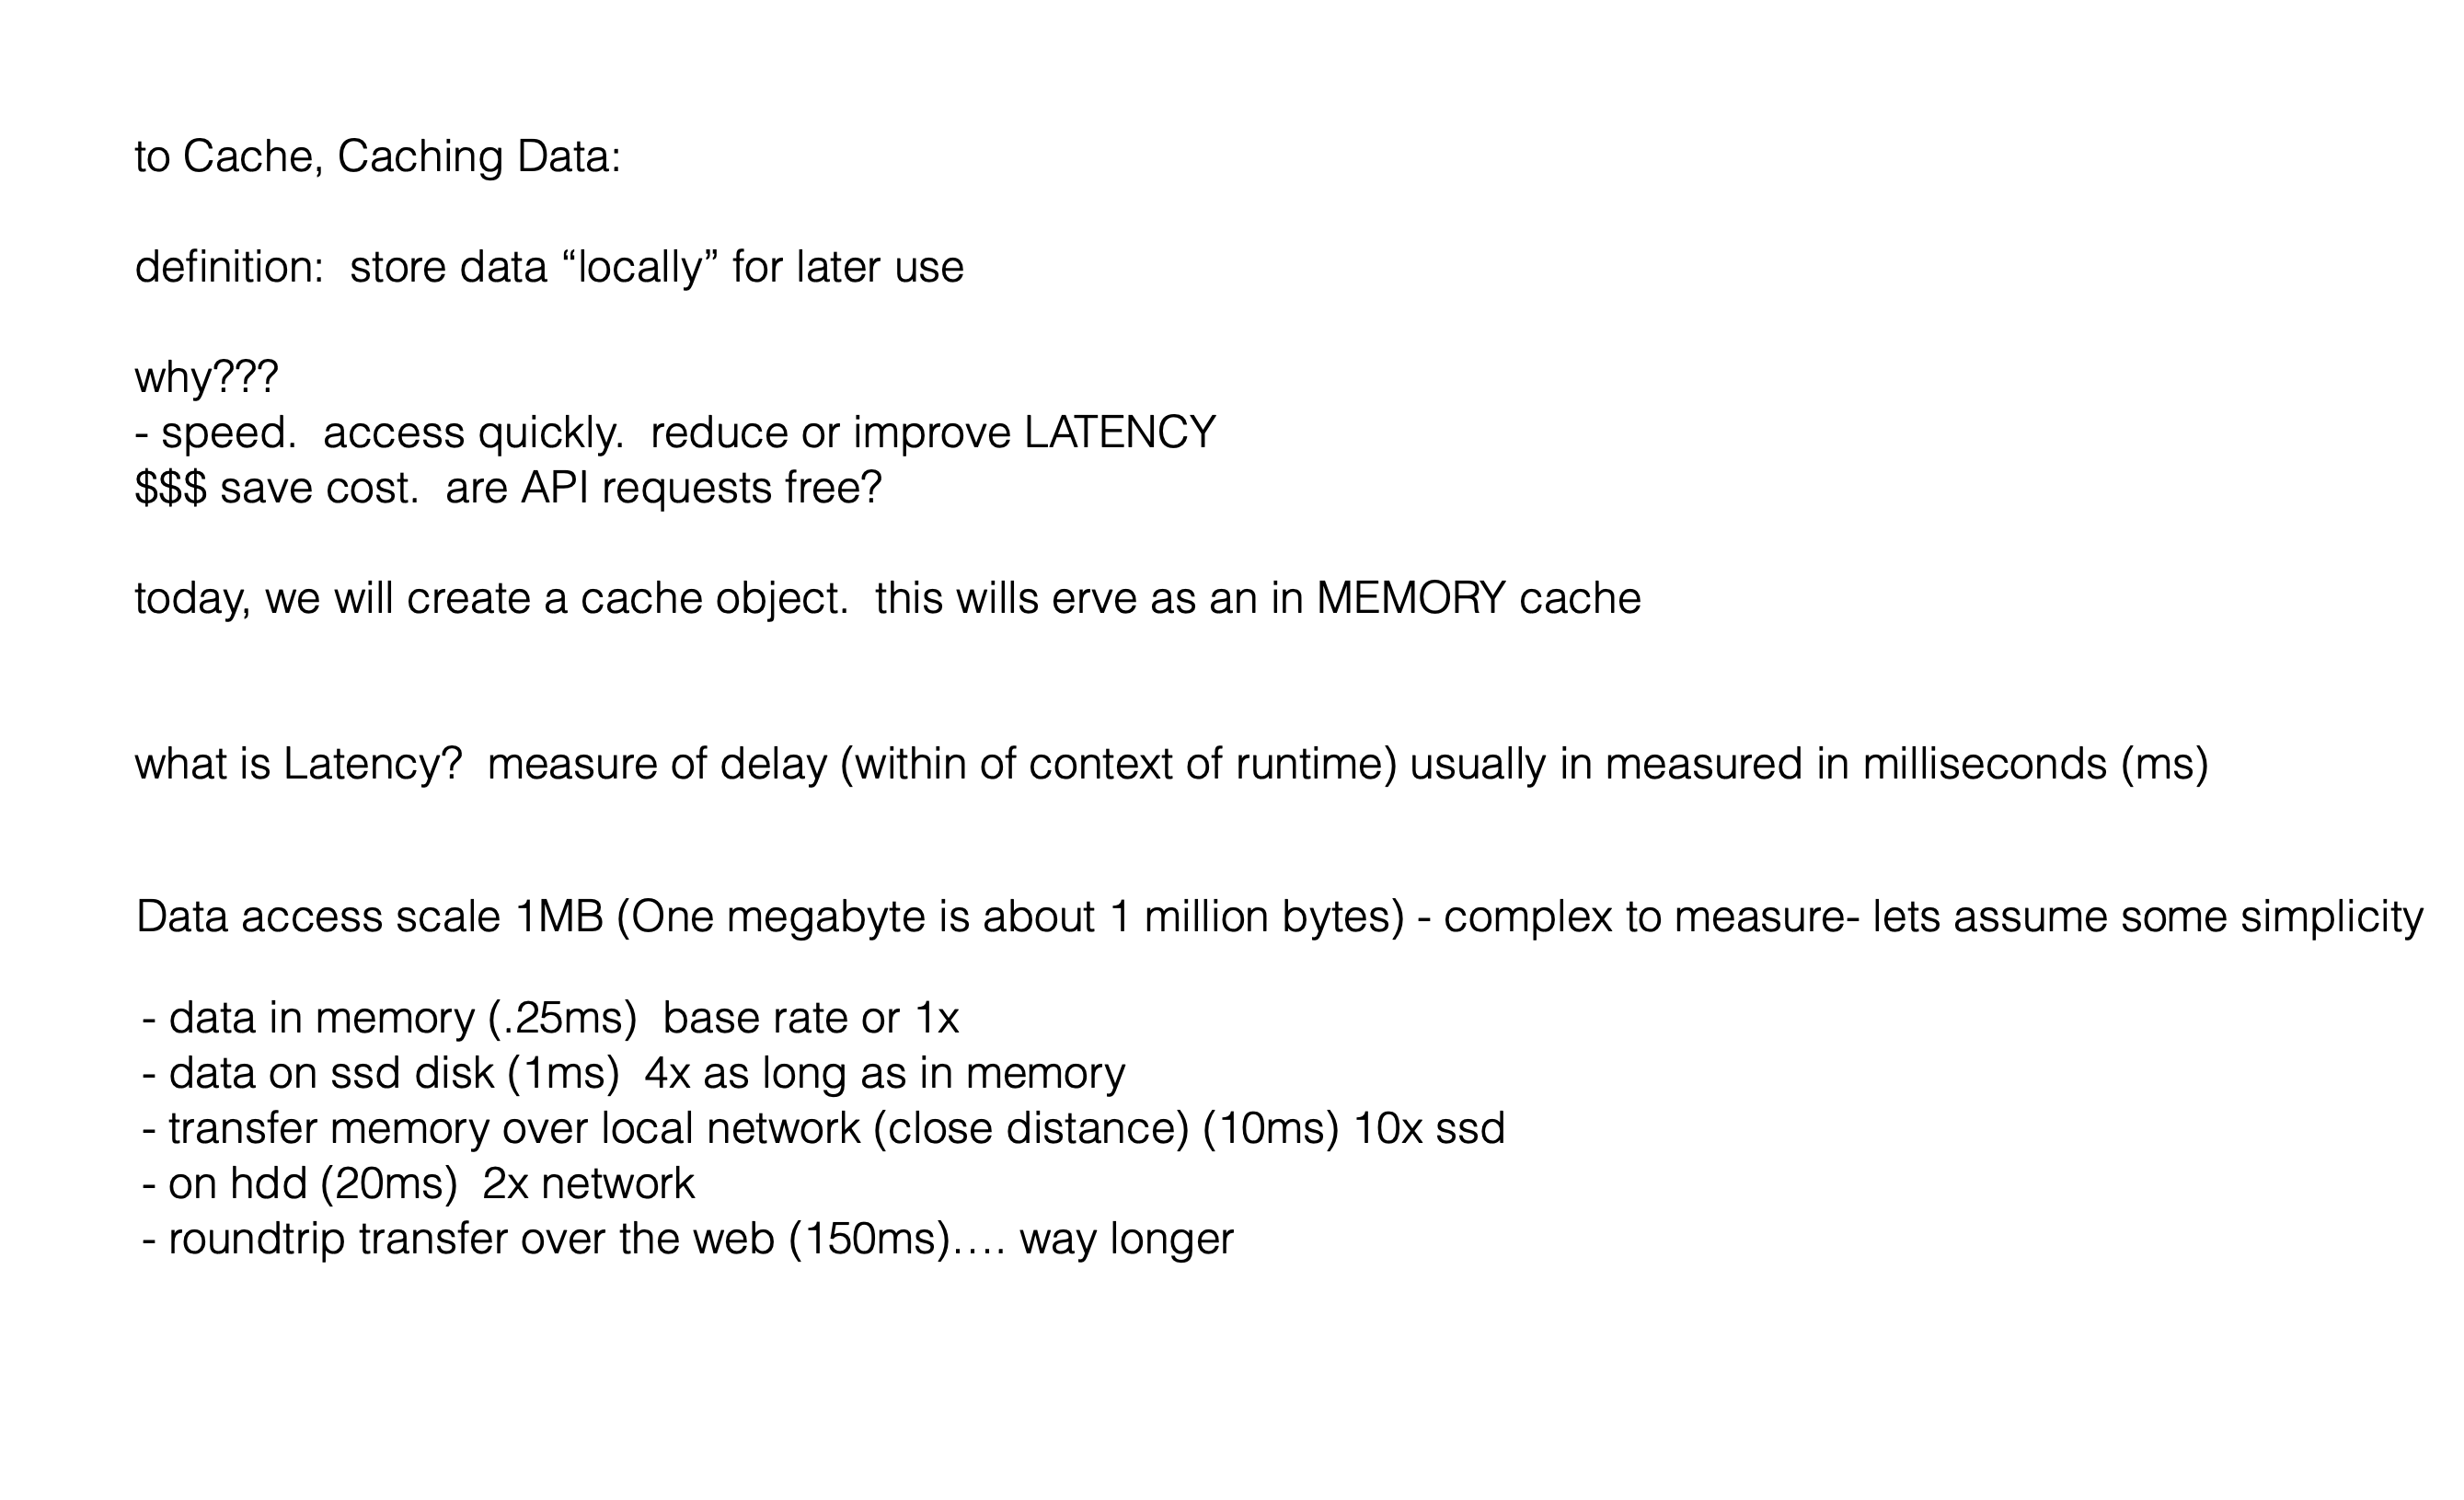 to Cache, Caching Data:
definition:  store data “locally” for later use
why???
- speed.  access quickly.  reduce or improve LATENCY
$$$ save cost.  are API requests free?
today, we will create a cache object.  this wills erve as an in MEMORY cache
what is Latency?  measure of delay (within of context of runtime) usually in measured in milliseconds (ms)
Data access scale 1MB (One megabyte is about 1 million bytes) - complex to measure- lets assume some simplicity
- data in memory (.25ms)  base rate or 1x
- data on ssd disk (1ms)  4x as long as in memory
- transfer memory over local network (close distance) (10ms) 10x ssd
- on hdd (20ms)  2x network
- roundtrip transfer over the web (150ms)…. way longer